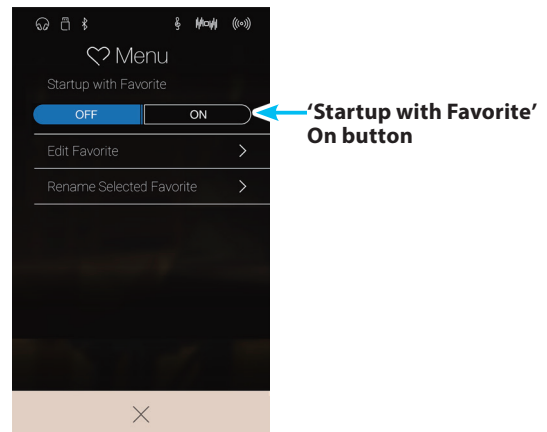 Menu
Startup with Favorite
OFF ON
‘Startup with Favorite’
On button
Edit Favorite
Rename Selected Favorite